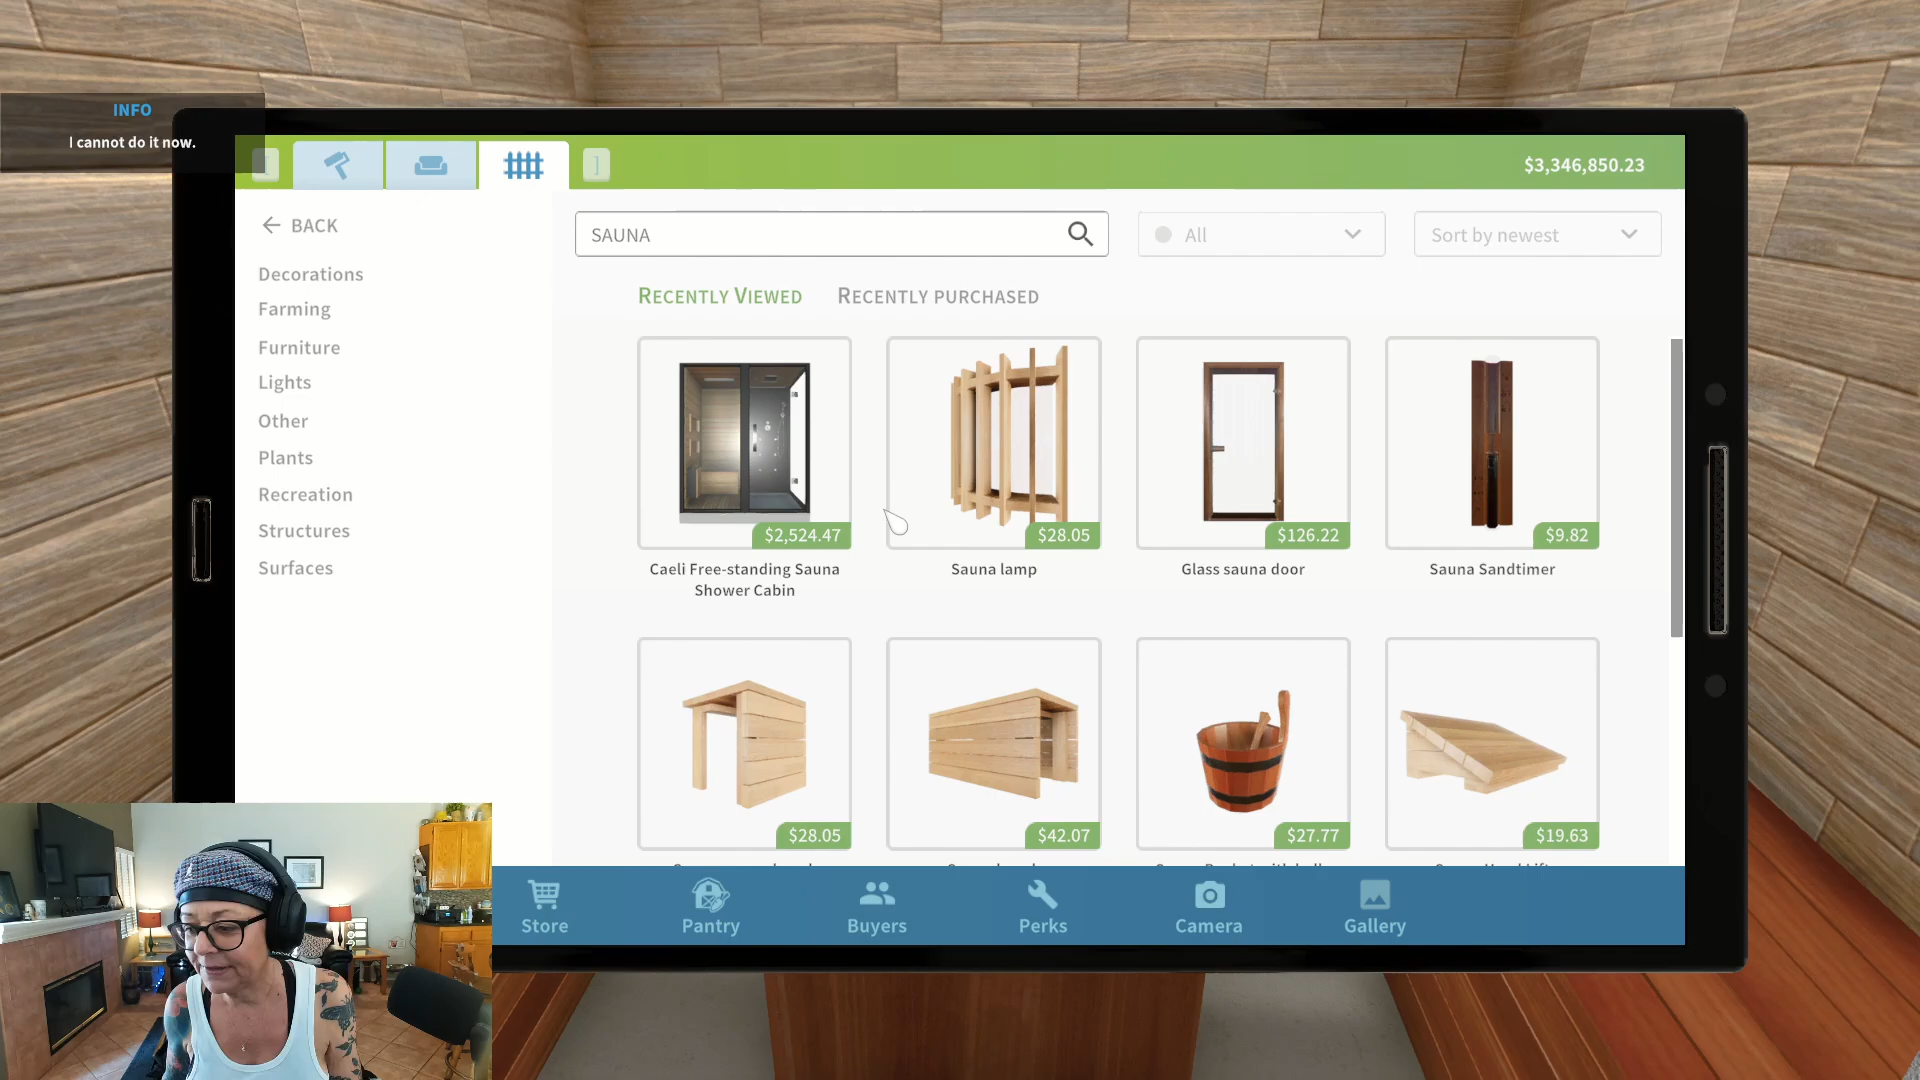 INFO
I cannot do it now.
[
]
$3,346,850.23
BACK
SAUNA
All
Sort by newest
Decorations
Farming
Furniture
Lights
Other
Plants
Recreation
Structures
Surfaces
RECENTLY VIEWED
RECENTLY PURCHASED
$2,524.47
$28.05
$126.22
$9.82
Caeli Free-standing Sauna
Shower Cabin
Sauna lamp
Glass sauna door
Sauna Sandtimer
$28.05
$42.07
$27.77
$19.63
Store
Pantry
Buyers
Perks
Camera
Gallery